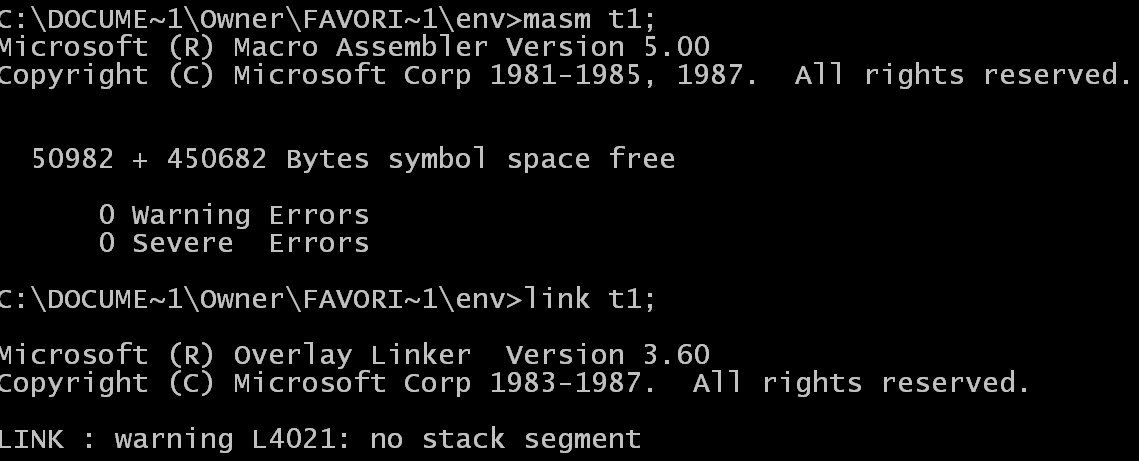 C:\DOCUME~1\Owner\FAVORI~1\env>masm t1;
Microsoft (R) Macro Assembler Version 5.00
Copyright (C) Microsoft Corp 1981-1985, 1987.  All rights reserved.
50982 + 450682 Bytes symbol space free
0 Warning Errors
0 Severe  Errors
C:\DOCUME~1\Owner\FAVORI~1\env>link t1;
Microsoft (R) Overlay Linker  Version 3.60
Copyright (C) Microsoft Corp 1983-1987.  All rights reserved.
LINK : warning L4021: no stack segment